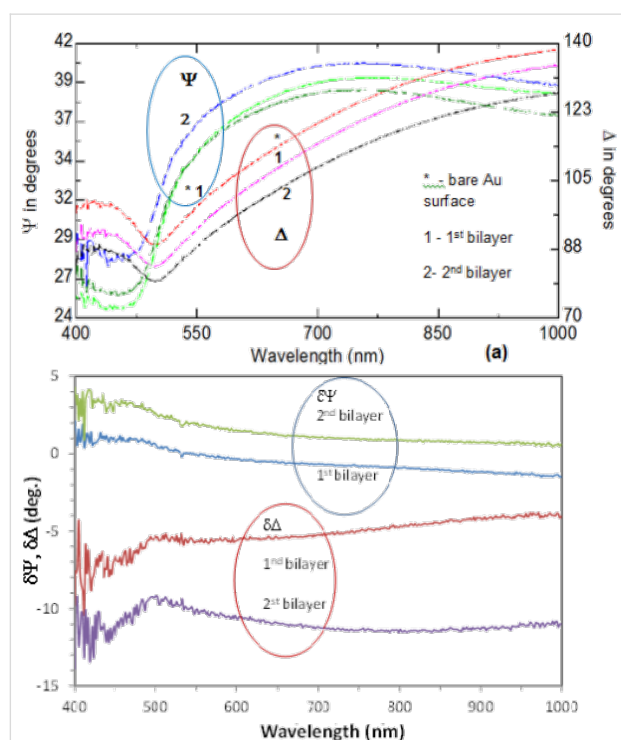 42
39
37
34
32
29
27
24
Ψ in degrees
140
123
105
88
70
Δ in degrees
Ψ
2
* 1
*
1
2
Δ
* - bare Au
surface
1 - 1st bilayer
2- 2nd bilayer
400 550 700 850 1000
Wavelength (nm) (a)
5
0
-5
-10
-15
δΨ, δΔ (deg.)
δΨ
2nd bilayer
1st bilayer
δΔ
1nd bilayer
2st bilayer
400 500 600 700 800 900 1000
Wavelength (nm)